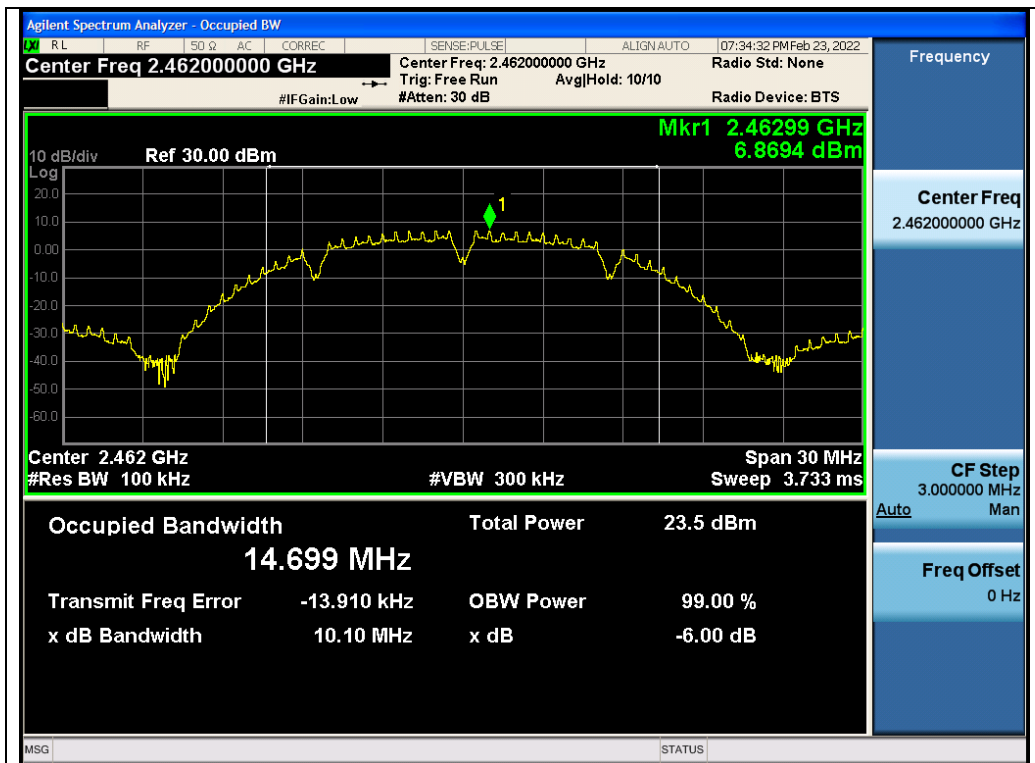 Agilent Spectrum Analyzer - Occupied BW
LXI RL RF 50 Ω AC CORREC SENSE:PULSE ALIGN AUTO 07:34:32 PM Feb 23, 2022
Center Freq 2.462000000 GHz Center Freq: 2.462000000 GHz Radio Std: None
Trig: Free Run Avg|Hold: 10/10
#IFGain:Low #Atten: 30 dB Radio Device: BTS
Mkr1 2.46299 GHz
6.8694 dBm
10 dB/div Ref 30.00 dBm
Log
20.0
10.0
0.00
-10.0
-20.0
-30.0
-40.0
-50.0
-60.0
1
Center 2.462 GHz Span 30 MHz
#Res BW 100 kHz #VBW 300 kHz Sweep 3.733 ms
Occupied Bandwidth Total Power 23.5 dBm
14.699 MHz
Transmit Freq Error -13.910 kHz OBW Power 99.00 %
x dB Bandwidth 10.10 MHz x dB -6.00 dB
MSG STATUS
Frequency
Center Freq
2.462000000 GHz
CF Step
3.000000 MHz
Auto Man
Freq Offset
0 Hz